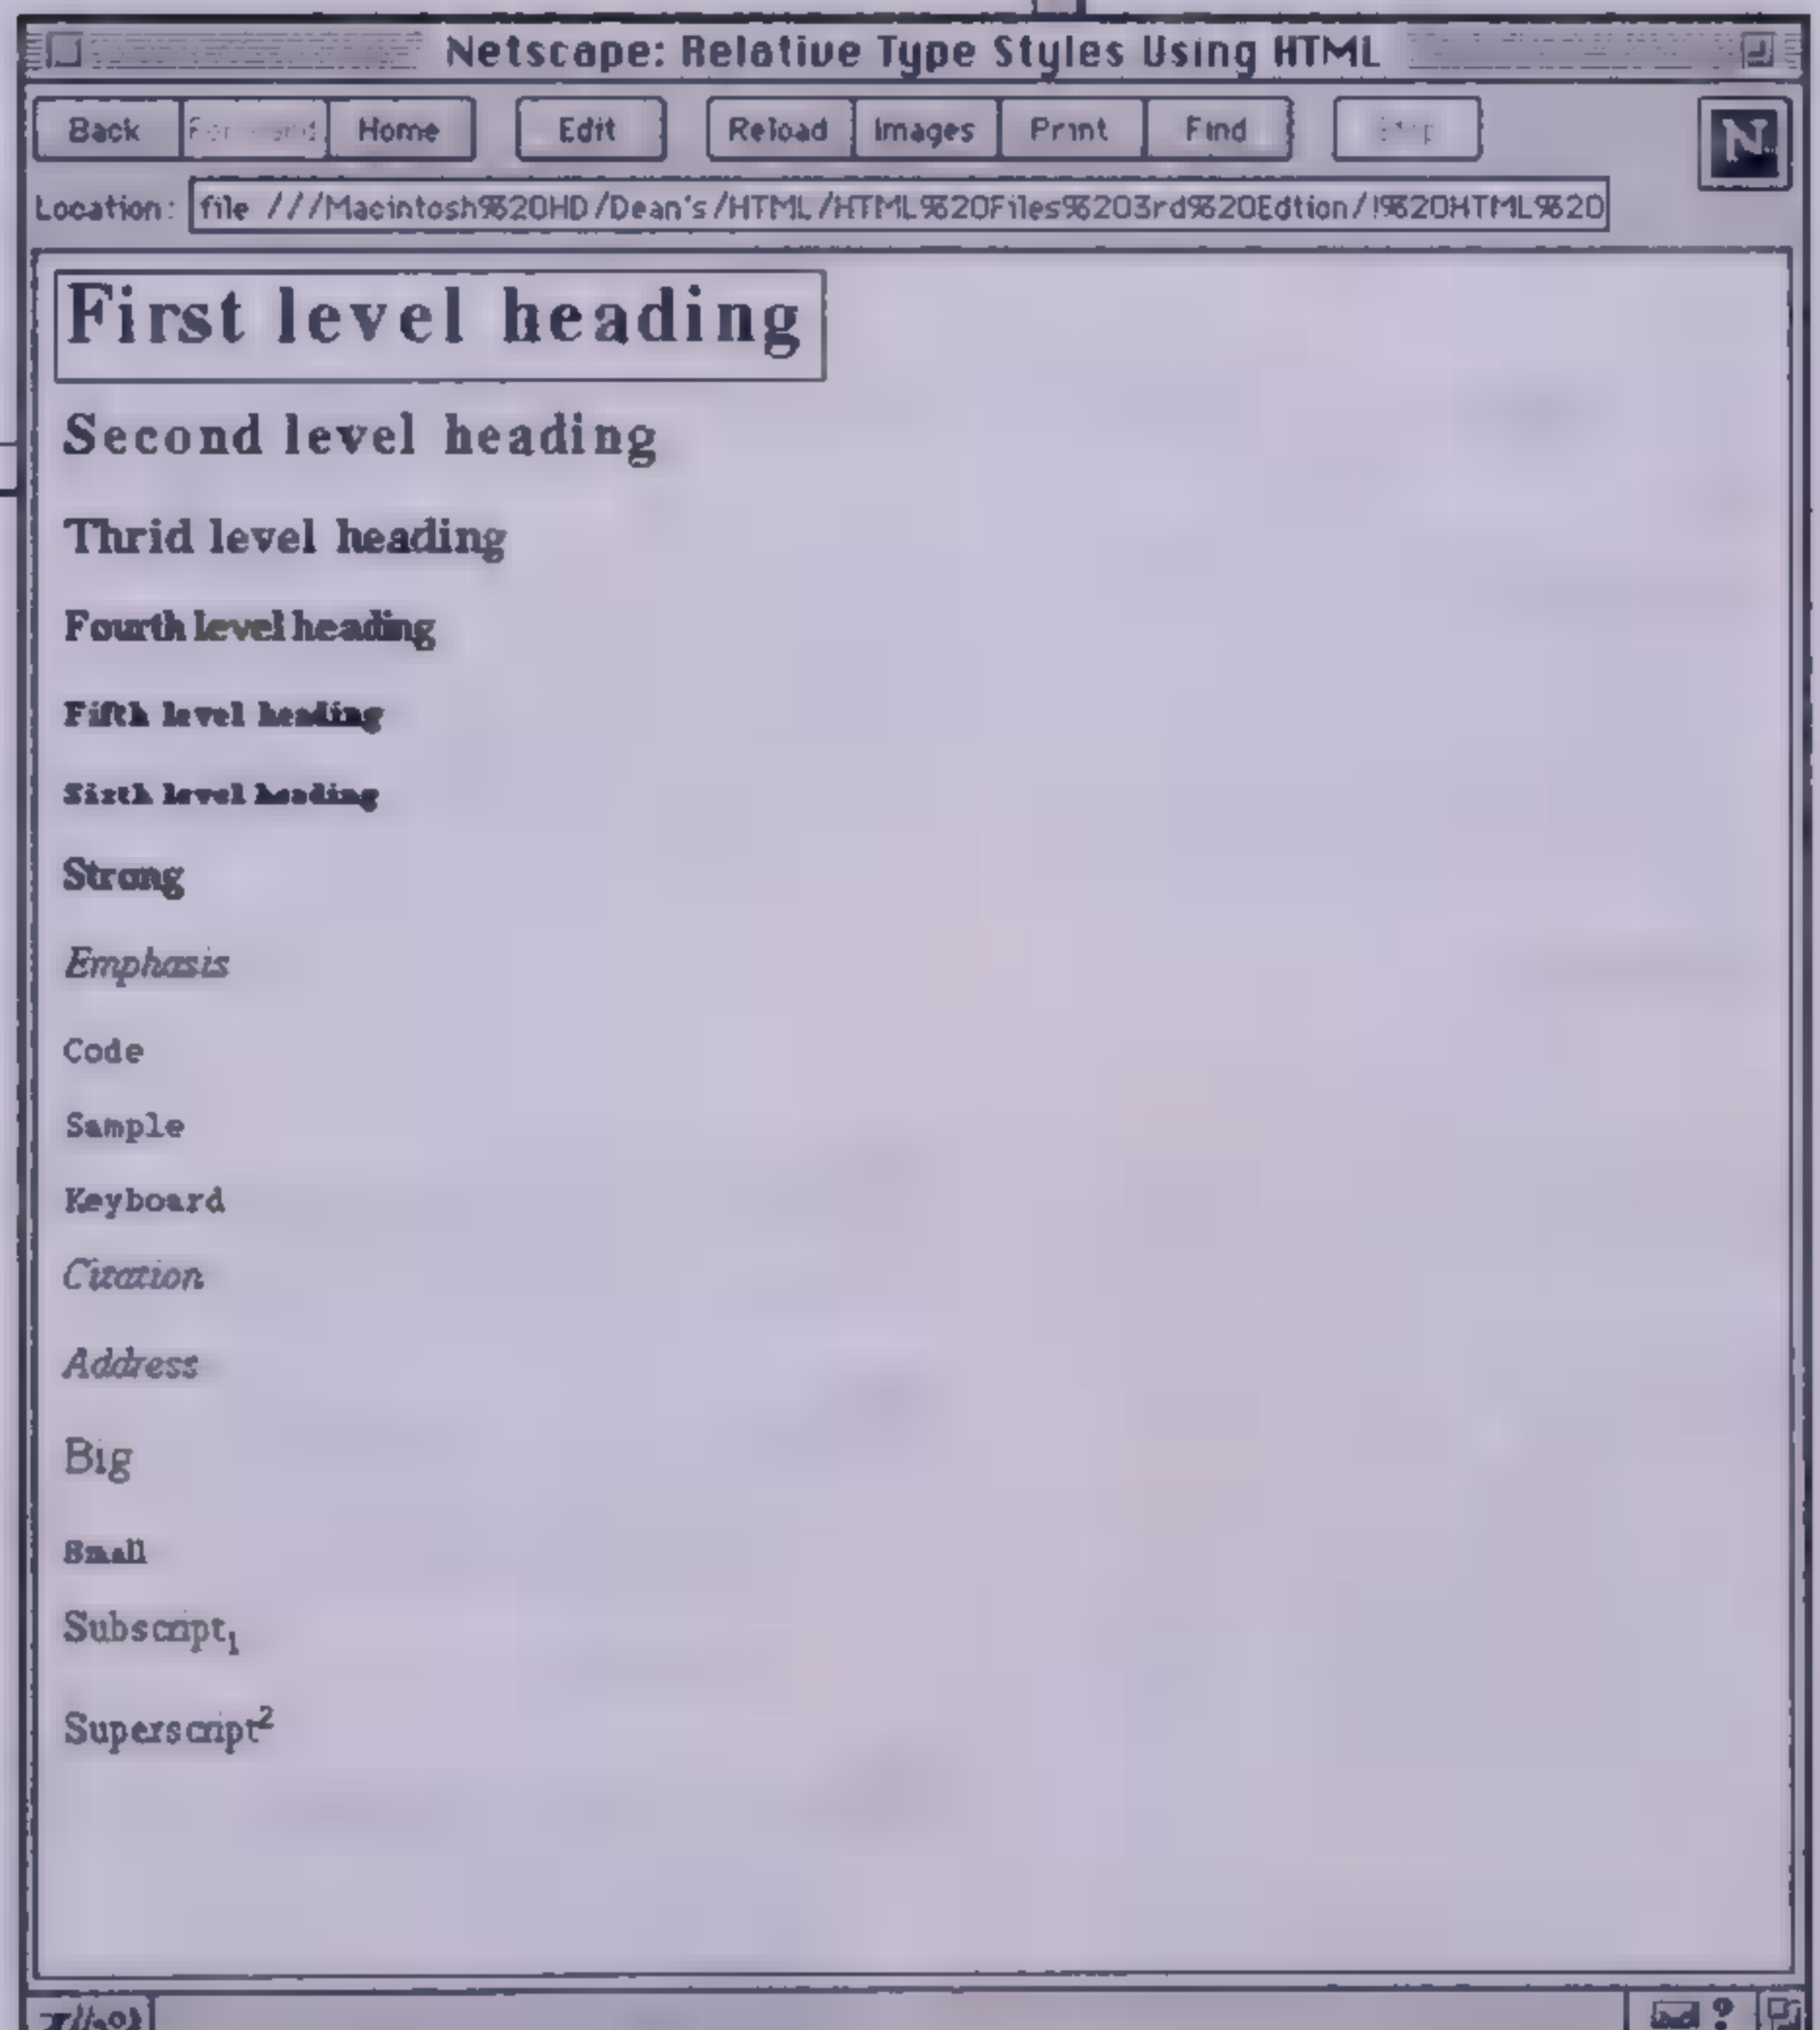 Netscape: Relative Type Styles Using HTML
Back Forward Home Edit Reload Images Print Find N
Location: file ///Macintosh%20HD/Dean's/HTML/HTML%20Files%203rd%20Edtion/!%20HTML%20
First level heading
Second level heading
Thrid level heading
Fourth level heading
Fifth level heading
Sixth level heading
Strong
Emphasis
Code
Sample
Keyboard
Citation
Address
Big
Small
Subscript1
Superscript2
?